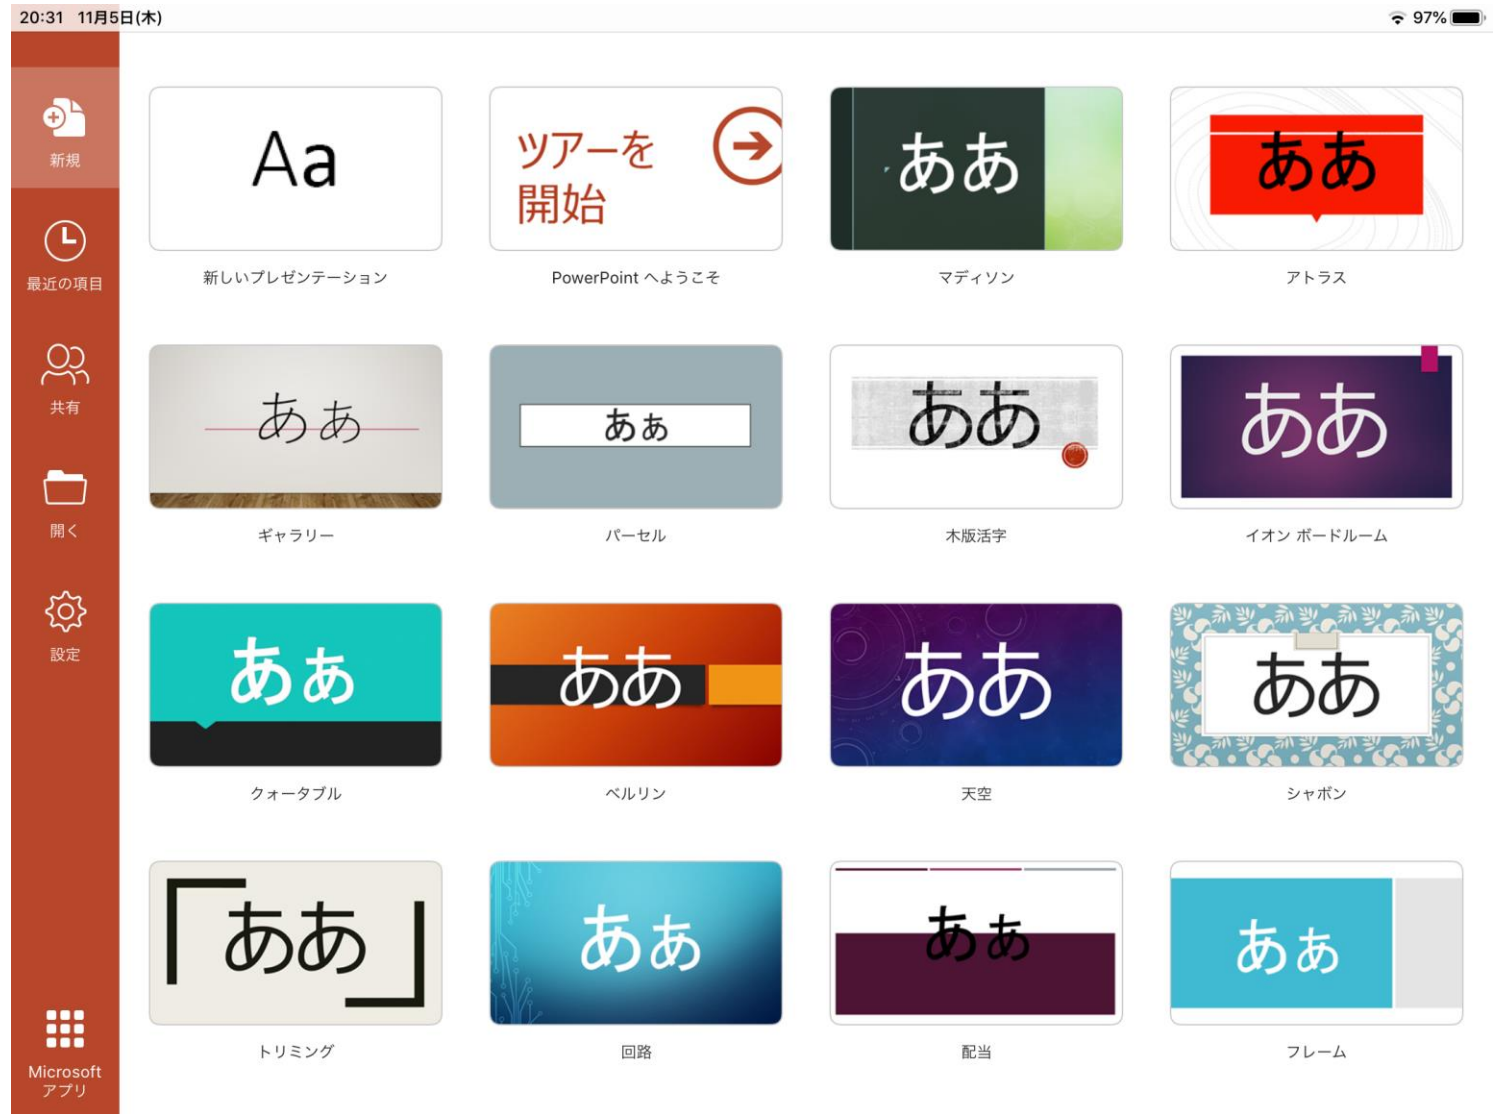 20:31 11月5日(木)
97%
新規
最近の項目
共有
開く
設定
Microsoft
アプリ
Aa
新しいプレゼンテーション
ツアーを
開始
PowerPoint へようこそ
ああ
マディソン
ああ
アトラス
あぁ
ギャラリー
あぁ
パーセル
ああ
木版活字
ああ
イオン ボードルーム
あぁ
クォータブル
ああ
ベルリン
ああ
天空
ああ
シャボン
ああ
トリミング
あぁ
回路
あぁ
配当
あぁ
フレーム